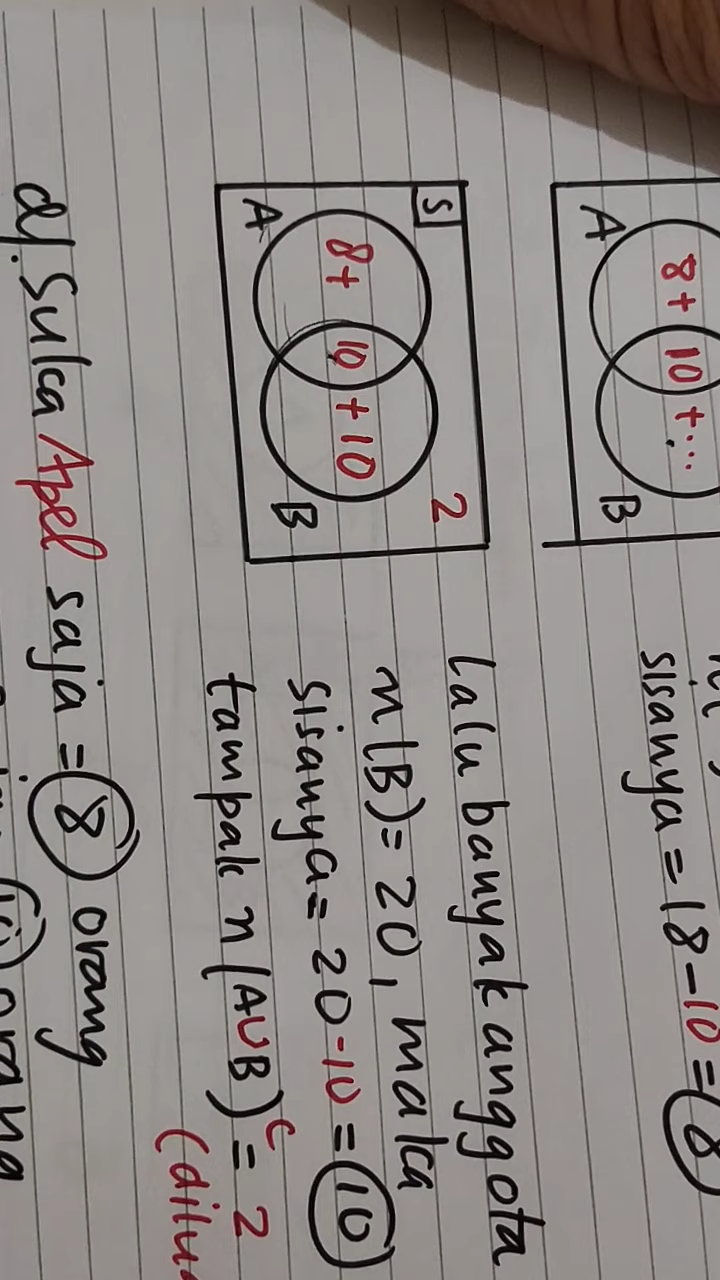 A
8+ 10 +...
B
sisanya = 18-10 = 8
S
A
8+ 10 +10
B
2
Lalu banyak anggota
n(B) = 20, maka
sisanya = 20-10 = 10
tampak n(A∪B)ᶜ = 2
d). Suka Apel saja = 8 orang
orang